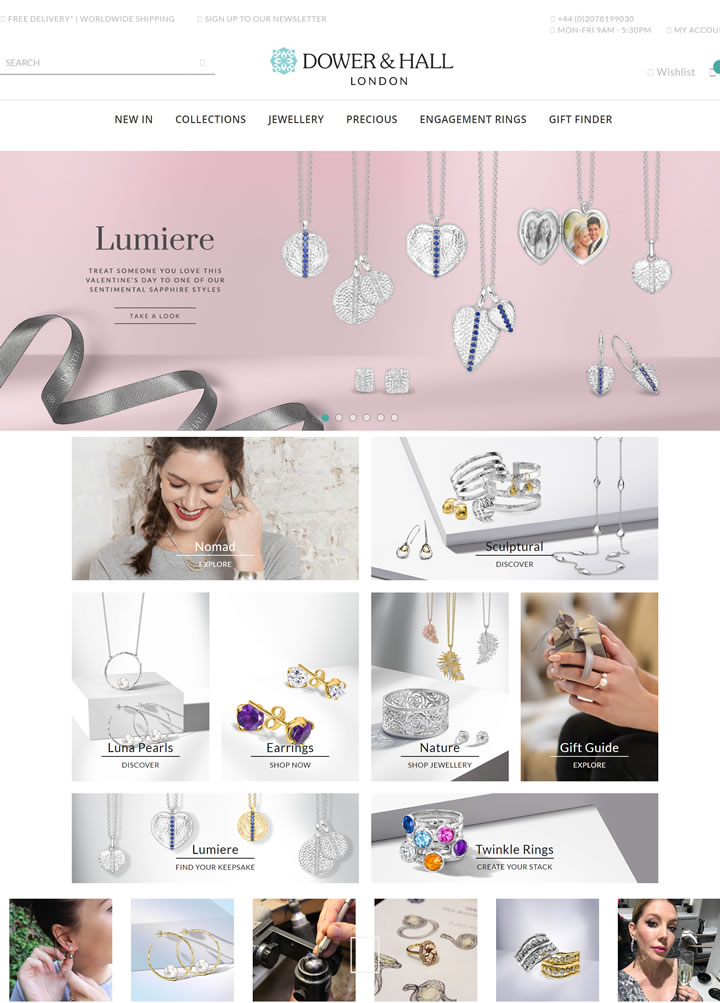 FREE DELIVERY* | WORLDWIDE SHIPPING
SIGN UP TO OUR NEWSLETTER
+44 (0)2078199030
MON-FRI 9AM - 5:30PM
MY ACCOU
SEARCH
DOWER & HALL
LONDON
Wishlist
NEW IN
COLLECTIONS
JEWELLERY
PRECIOUS
ENGAGEMENT RINGS
GIFT FINDER
Lumiere
TREAT SOMEONE YOU LOVE THIS
VALENTINE'S DAY TO ONE OF OUR
SENTIMENTAL SAPPHIRE STYLES
TAKE A LOOK
DOWER
HALL
Nomad
EXPLORE
Sculptural
DISCOVER
Luna Pearls
DISCOVER
Earrings
SHOP NOW
Nature
SHOP JEWELLERY
Gift Guide
EXPLORE
Lumiere
FIND YOUR KEEPSAKE
Twinkle Rings
CREATE YOUR STACK